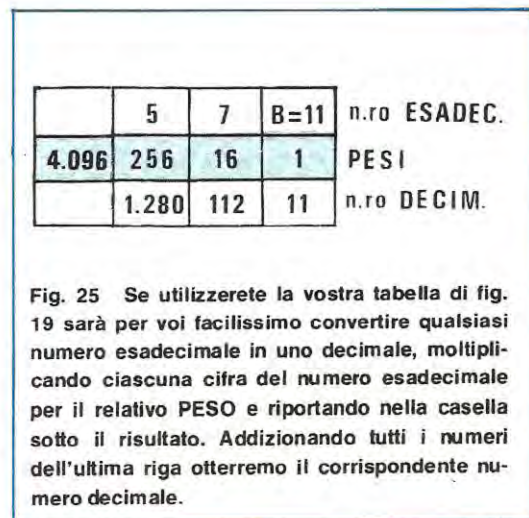 5 7 B=11 n.ro ESADEC.
4.096 256 16 1 PESI
1.280 112 11 n.ro DECIM.
Fig. 25 Se utilizzerete la vostra tabella di fig.
19 sarà per voi facilissimo convertire qualsiasi
numero esadecimale in uno decimale, moltipli-
cando ciascuna cifra del numero esadecimale
per il relativo PESO e riportando nella casella
sotto il risultato. Addizionando tutti i numeri
dell'ultima riga otterremo il corrispondente nu-
mero decimale.